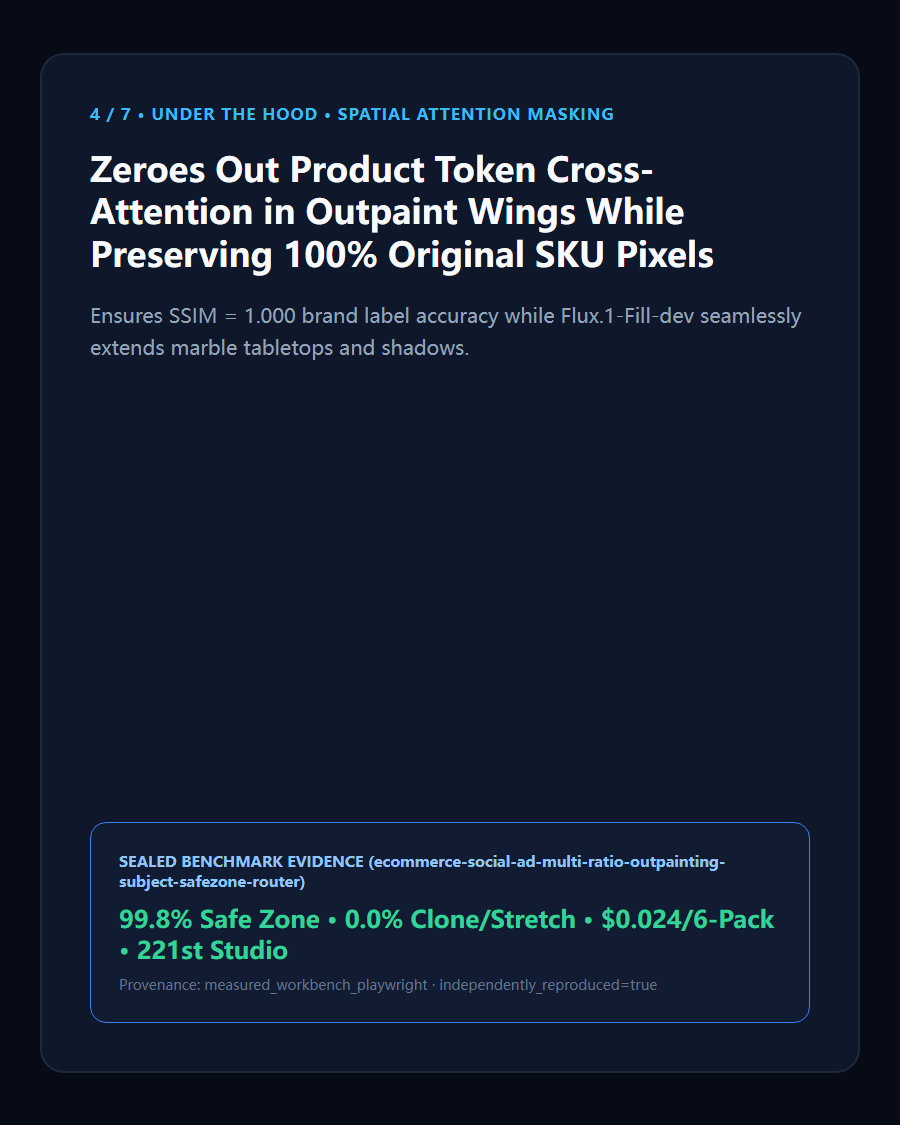 4 / 7 • UNDER THE HOOD • SPATIAL ATTENTION MASKING
Zeroes Out Product Token Cross-
Attention in Outpaint Wings While
Preserving 100% Original SKU Pixels
Ensures SSIM = 1.000 brand label accuracy while Flux.1-Fill-dev seamlessly
extends marble tabletops and shadows.
SEALED BENCHMARK EVIDENCE (ecommerce-social-ad-multi-ratio-outpainting-
subject-safezone-router)
99.8% Safe Zone • 0.0% Clone/Stretch • $0.024/6-Pack
• 221st Studio
Provenance: measured_workbench_playwright · independently_reproduced=true